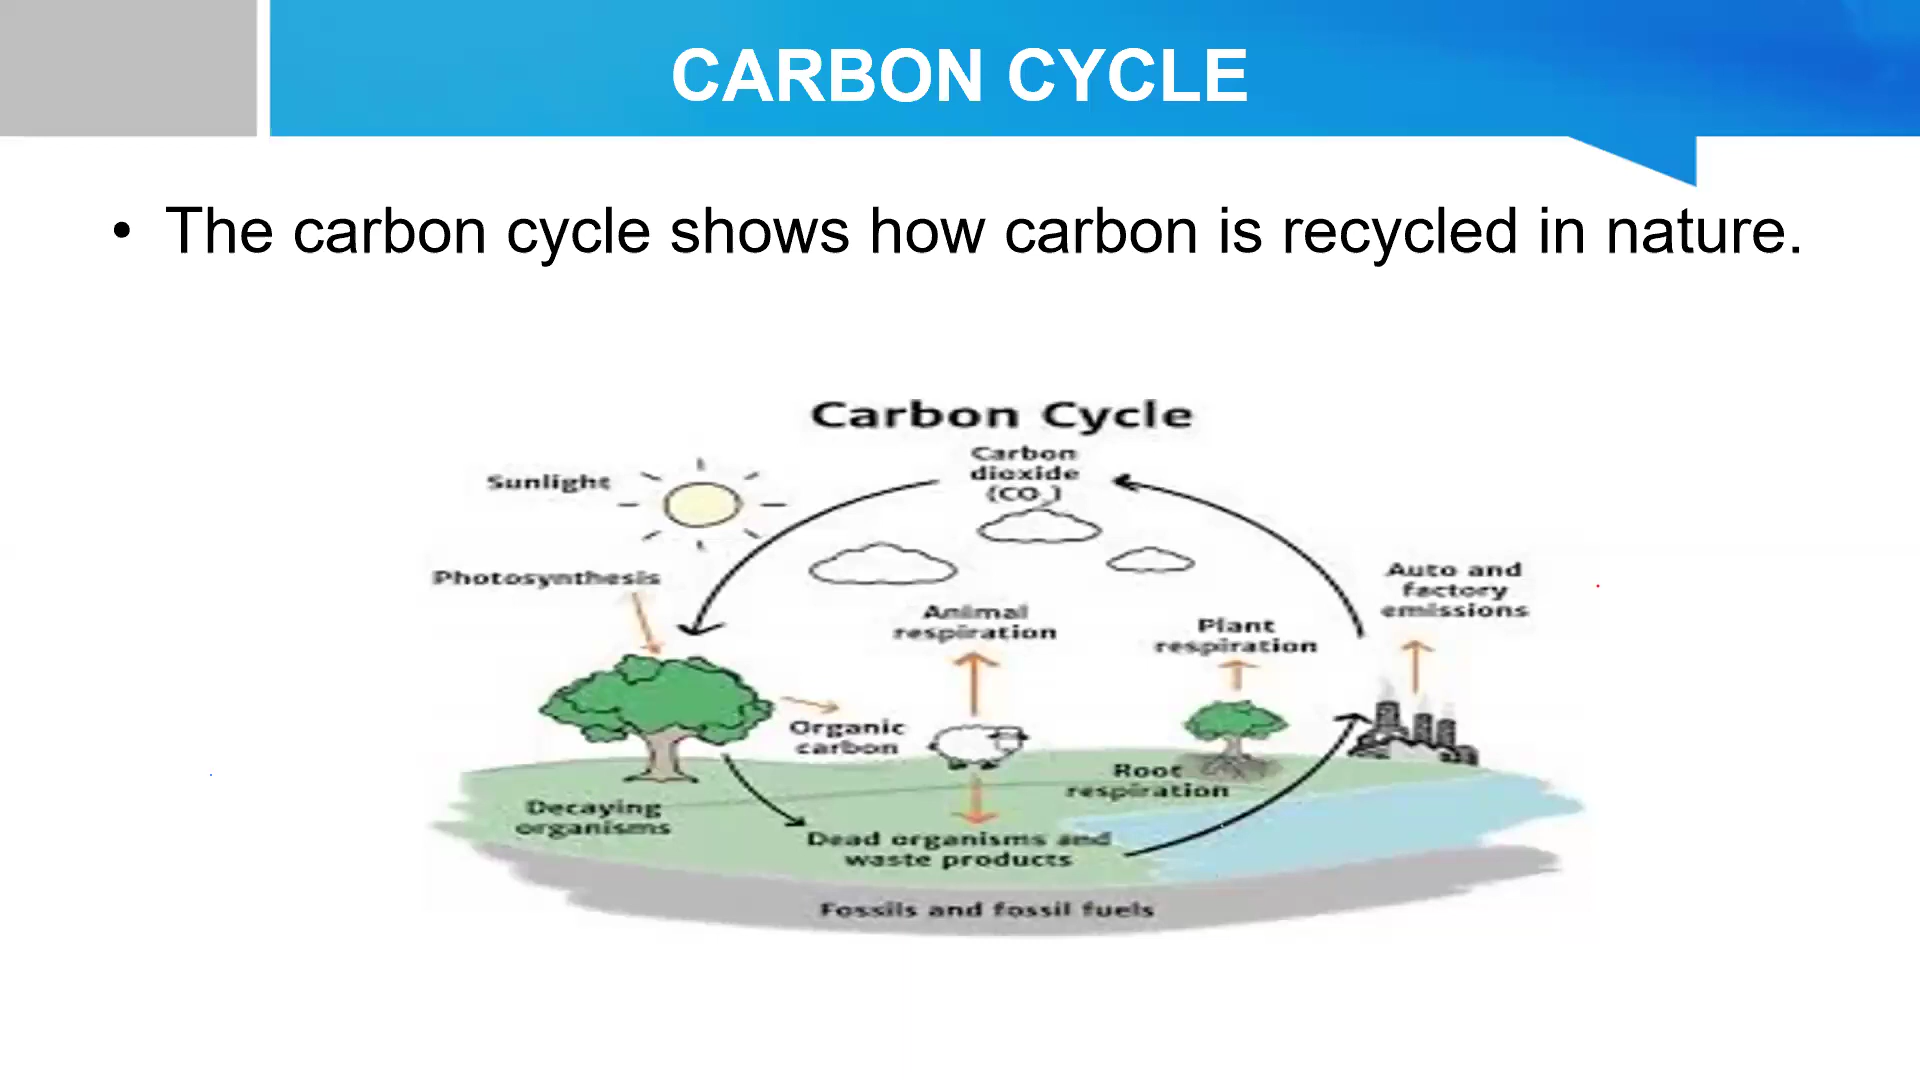 CARBON CYCLE
• The carbon cycle shows how carbon is recycled in nature.
Carbon Cycle
Carbon
dioxide
(CO )
Sunlight
Photosynthesis
Auto and
factory
emissions
Animal
respiration
Plant
respiration
Organic
carbon
Root
respiration
Decaying
organisms
Dead organisms and
waste products
Fossils and fossil fuels